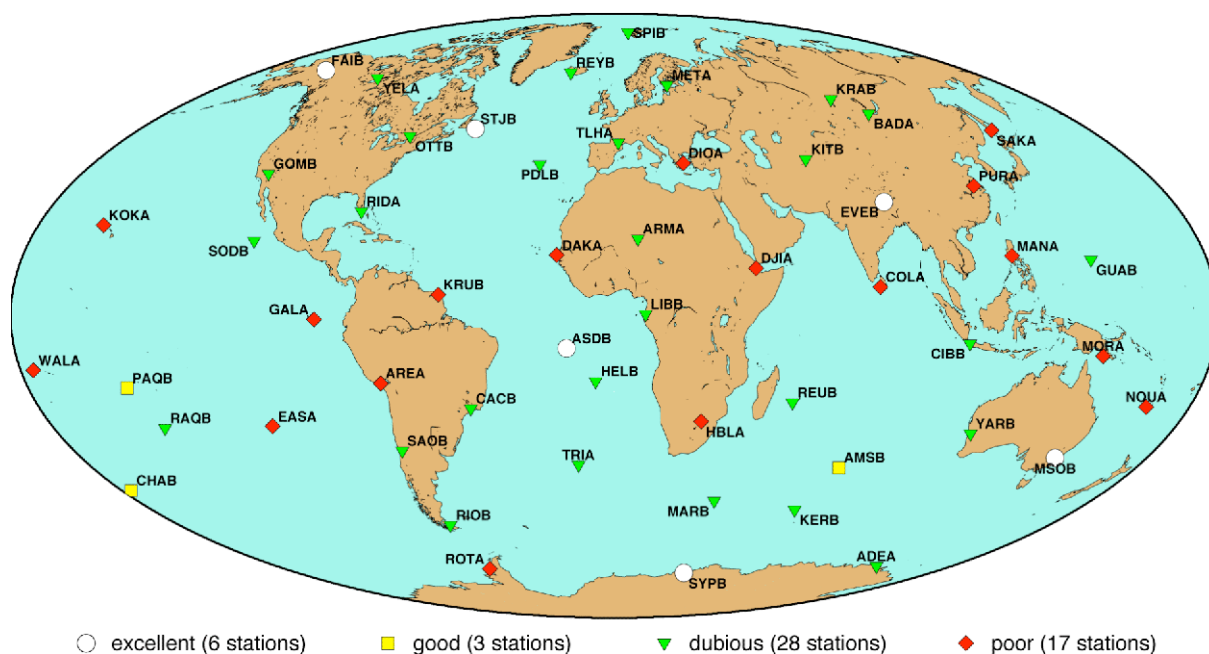 SPIB
FAIB
REYB
YELA
META
KRAB
STJB
BADA
OTTB
TLHA
SAKA
GOMB
PDLB
DIOA
KITB
PURA
RIDA
EVEB
KOKA
SODB
DAKA
ARMA
DJIA
MANA
GUAB
KRUB
COLA
GALA
LIBB
ASDB
CIBB
MORA
WALA
PAQB
AREA
HELB
REUB
NOUA
CACB
RAQB
EASA
HBLA
YARB
SAOB
TRIA
AMSB
MSOB
CHAB
MARB
KERB
RIOB
ROTA
ADEA
SYPB
excellent (6 stations) good (3 stations) dubious (28 stations) poor (17 stations)